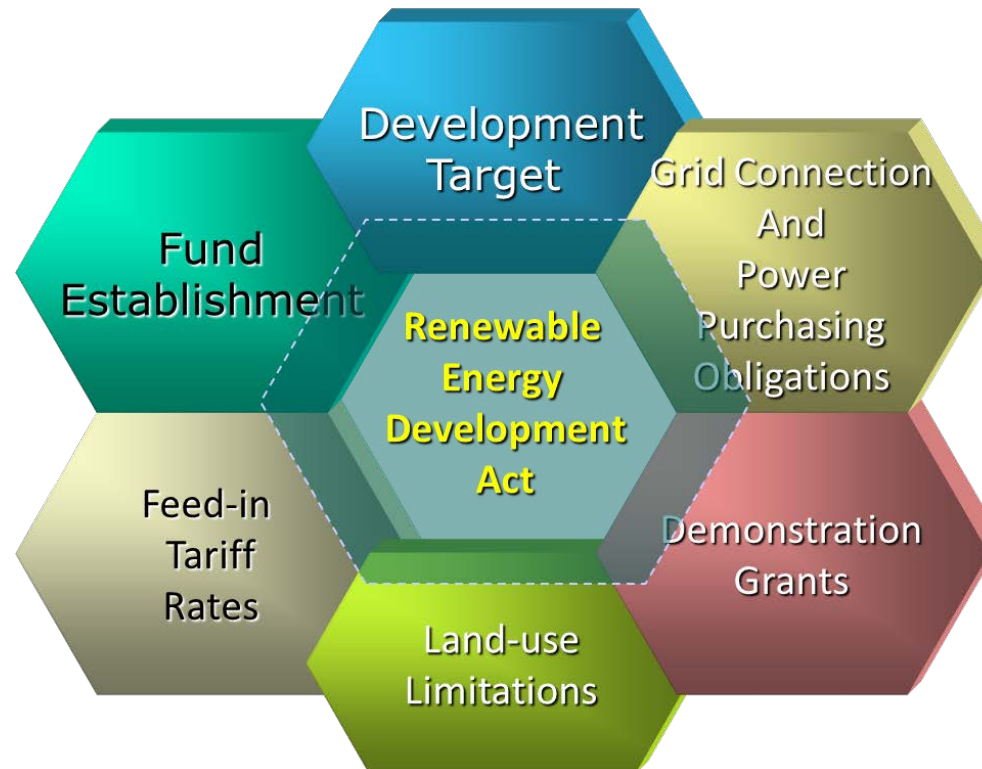 Development
Target
Grid Connection
And
Power
Purchasing
Obligations
Fund
Establishment
Renewable
Energy
Development
Act
Feed-in
Tariff
Rates
Demonstration
Grants
Land-use
Limitations